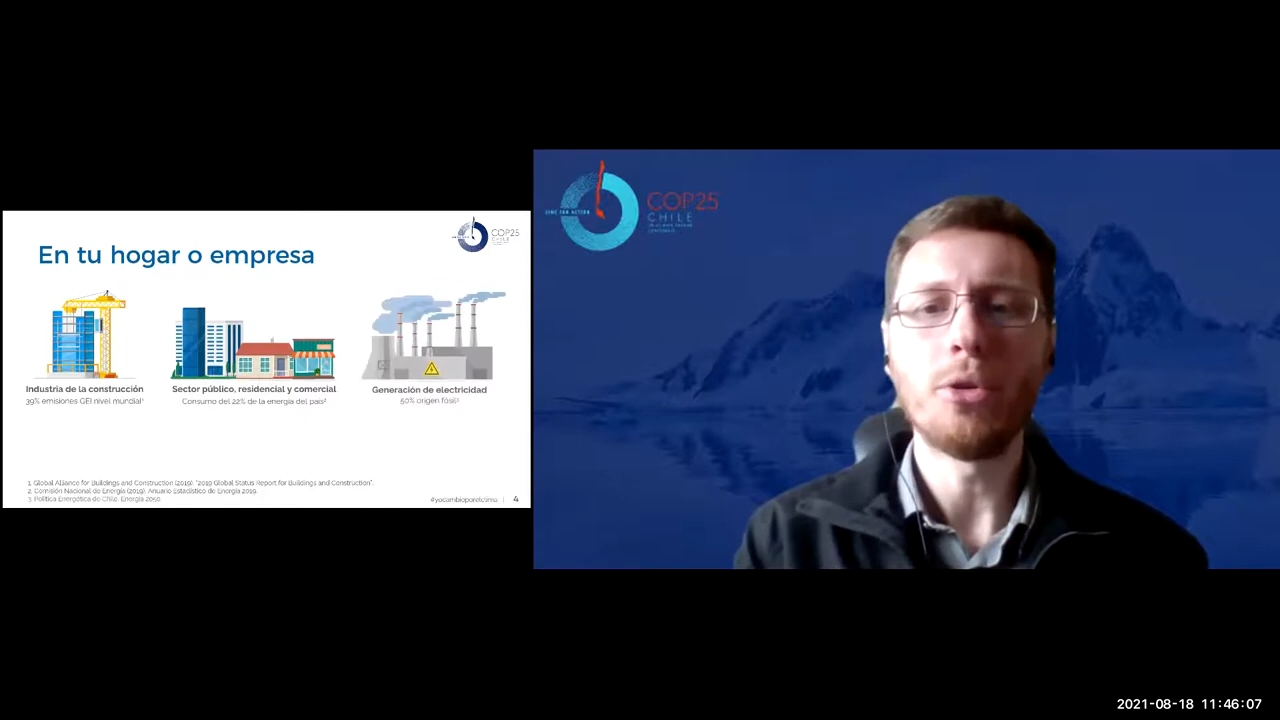 COP25
CHILE
En tu hogar o empresa
Industria de la construcción
39% emisiones GEI nivel mundial¹
Sector público, residencial y comercial
Consumo del 22% de la energía del país²
Generación de electricidad
50% origen fósil³
1. Global Alliance for Buildings and Construction (2019). "2019 Global Status Report for Buildings and Construction".
2. Comisión Nacional de Energía (2019). Anuario Estadístico de Energía 2019.
3. Política Energética de Chile. Energía 2050.
#yocambioporelclima | 4
TIME FOR ACTION
COP25
CHILE
2021-08-18 11:46:07